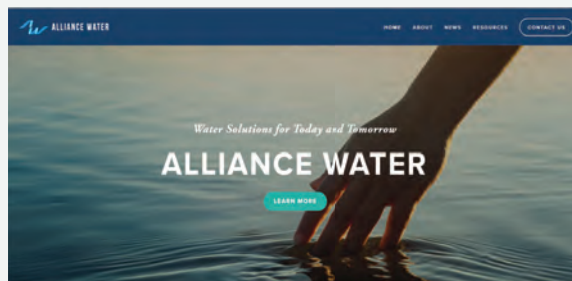 ALLIANCE WATER
HOME ABOUT NEWS RESOURCES CONTACT US
Water Solutions for Today and Tomorrow
ALLIANCE WATER
LEARN MORE